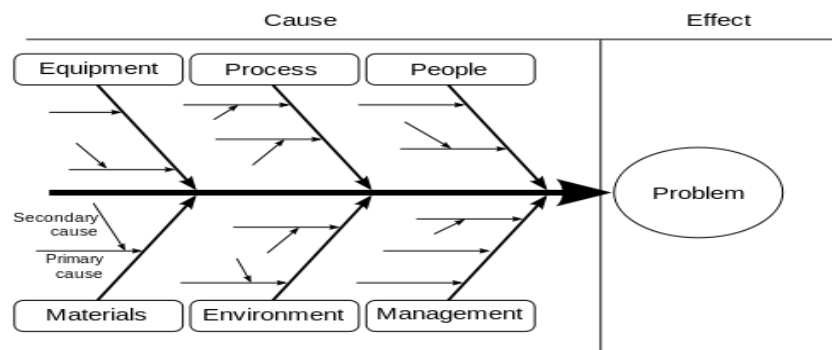 Cause
Effect
Equipment
Process
People
Problem
Secondary
cause
Primary
cause
Materials
Environment
Management